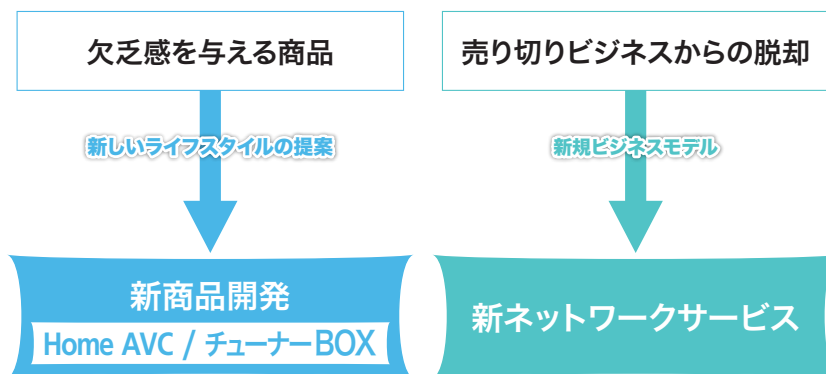 欠乏感を与える商品
新しいライフスタイルの提案
新商品開発
Home AVC / チューナーBOX
売り切りビジネスからの脱却
新規ビジネスモデル
新ネットワークサービス